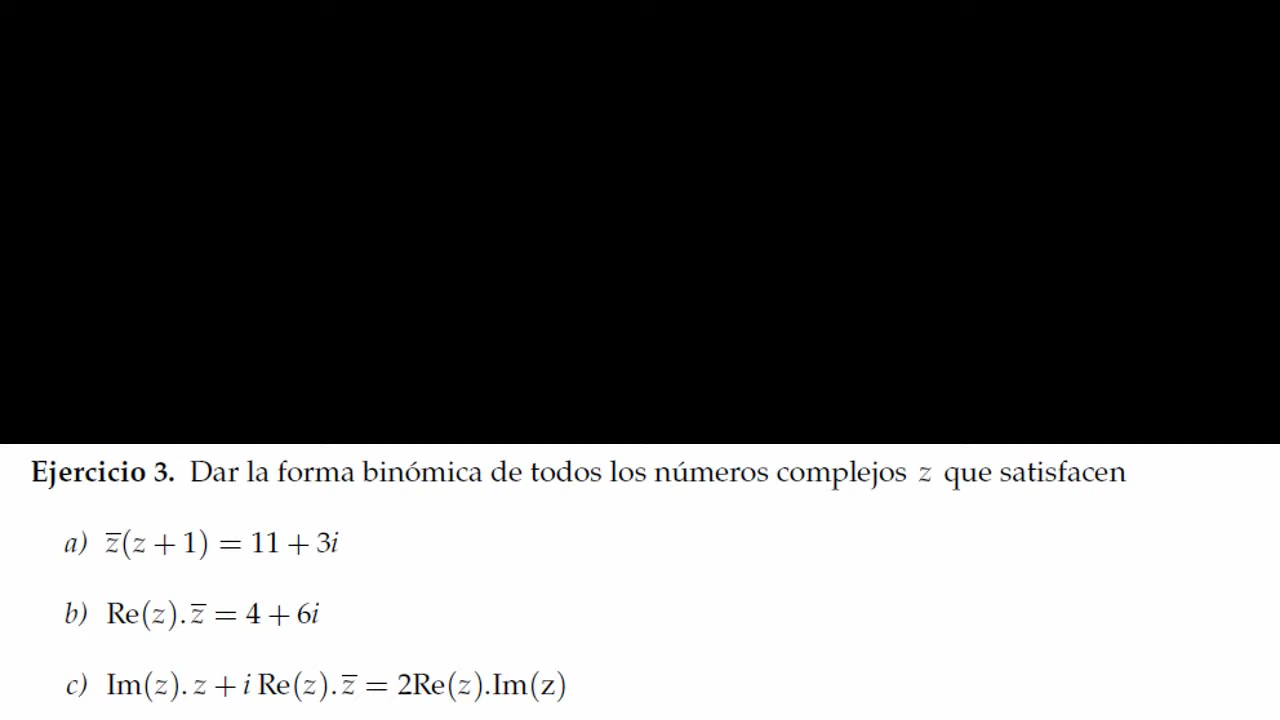 Ejercicio 3. Dar la forma binómica de todos los números complejos z que satisfacen
a) z̅(z + 1) = 11 + 3i
b) Re(z). z̅ = 4 + 6i
c) Im(z). z + i Re(z). z̅ = 2Re(z).Im(z)